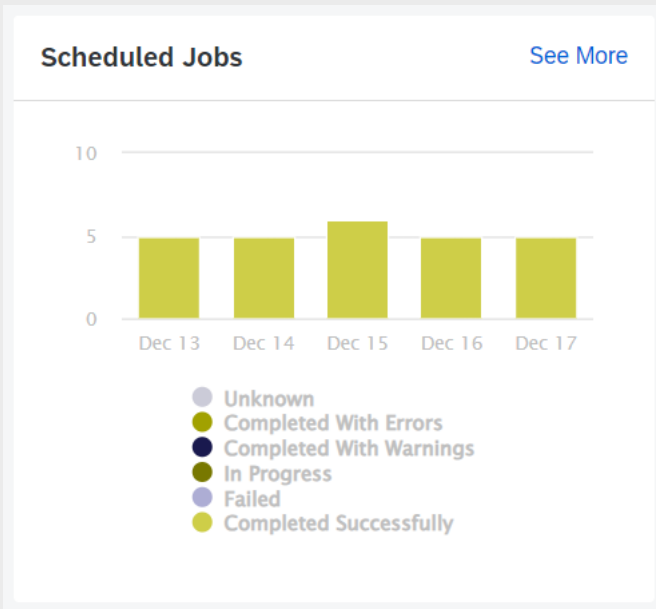 Scheduled Jobs See More
10
5
0
Dec 13 Dec 14 Dec 15 Dec 16 Dec 17
Unknown
Completed With Errors
Completed With Warnings
In Progress
Failed
Completed Successfully